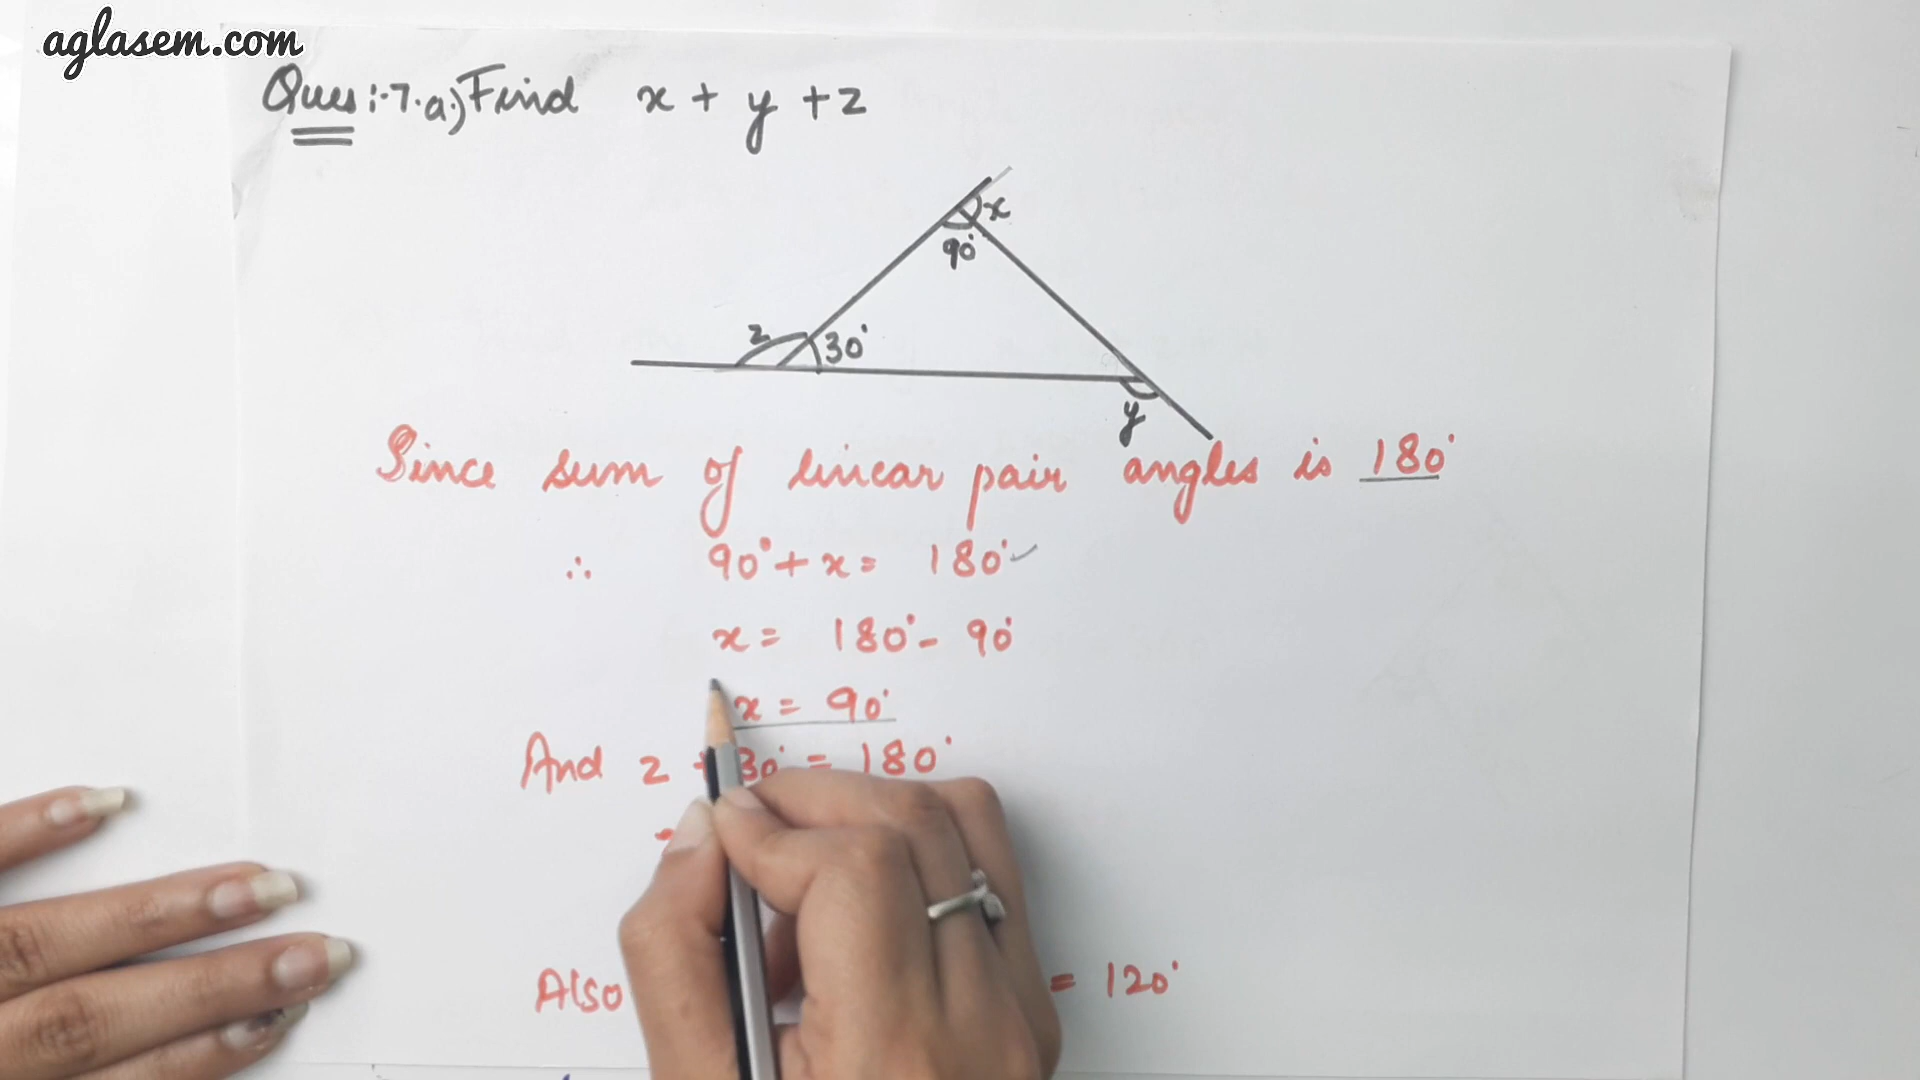 aglasem.com
Ques:-7.a.) Find x + y + z
x
90°
z
30°
y
Since sum of linear pair angles is 180°
∴ 90° + x = 180°
x = 180° - 90°
x = 90°
And z + 30° = 180°
Also = 120°